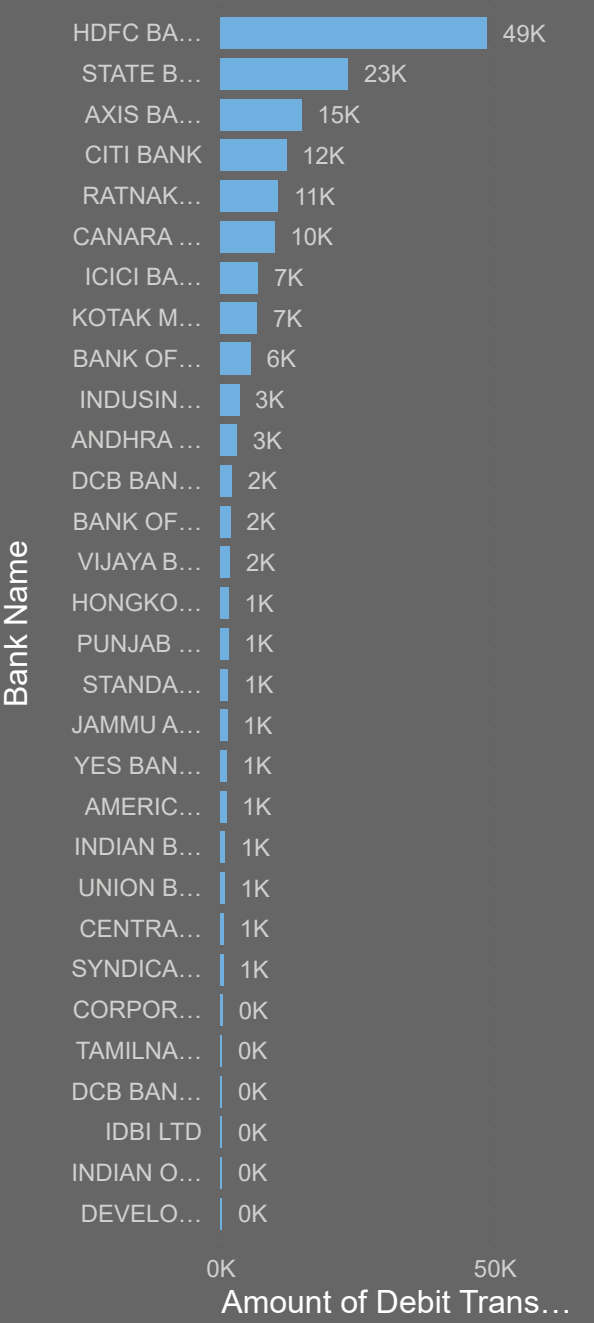 HDFC BA… 49K
STATE B… 23K
AXIS BA… 15K
CITI BANK 12K
RATNAK… 11K
CANARA … 10K
ICICI BA… 7K
KOTAK M… 7K
BANK OF… 6K
INDUSIN… 3K
ANDHRA … 3K
DCB BAN… 2K
BANK OF… 2K
VIJAYA B… 2K
HONGKO… 1K
PUNJAB … 1K
STANDA… 1K
JAMMU A… 1K
YES BAN… 1K
AMERIC… 1K
INDIAN B… 1K
UNION B… 1K
CENTRA… 1K
SYNDICA… 1K
CORPOR… 0K
TAMILNA… 0K
DCB BAN… 0K
IDBI LTD 0K
INDIAN O… 0K
DEVELO… 0K
Bank Name
0K 50K
Amount of Debit Trans…